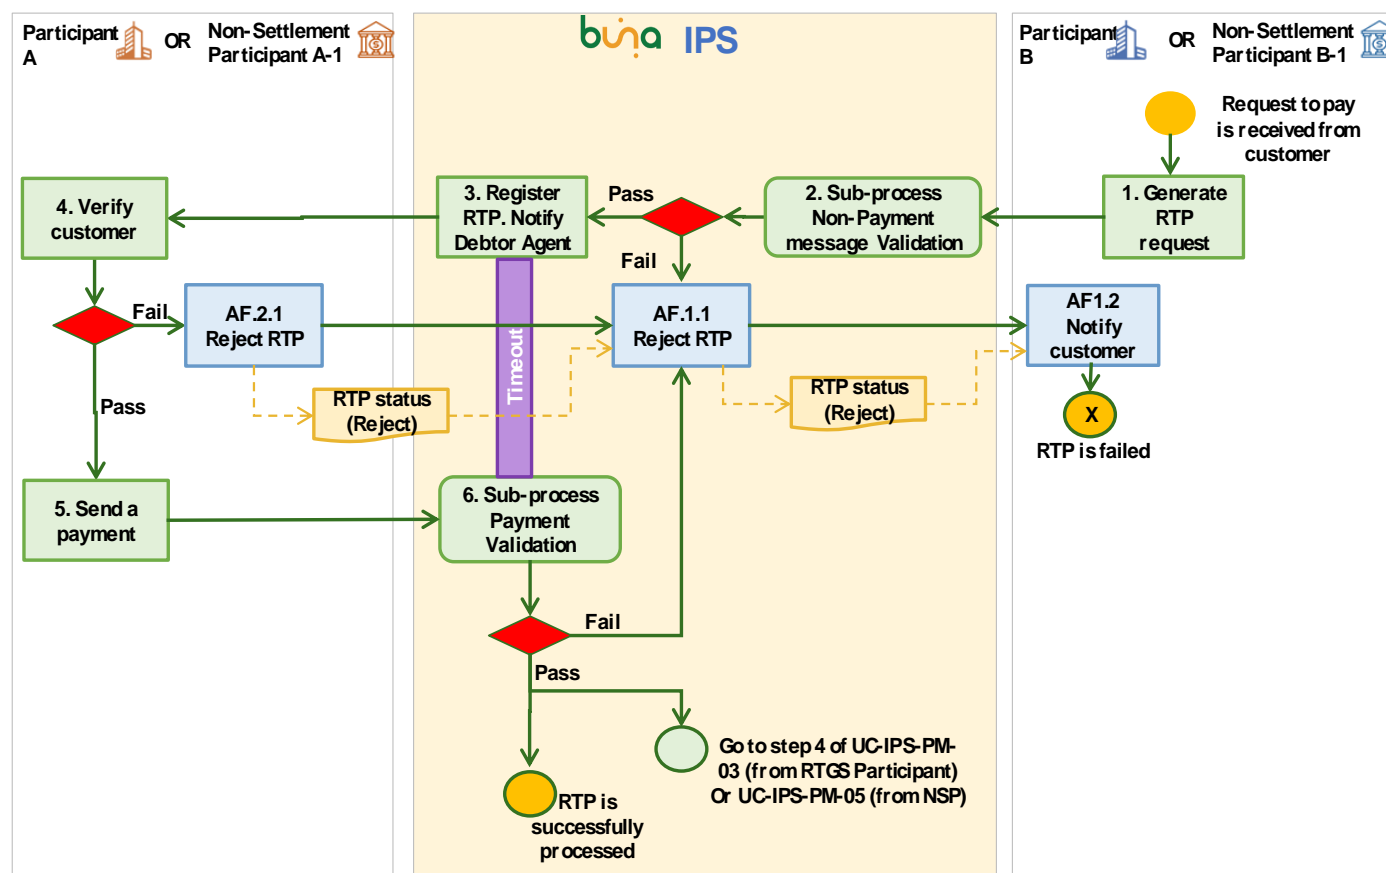 Participant
A
OR
Non-Settlement
Participant A-1
buna IPS
Participant
B
OR
Non-Settlement
Participant B-1
Request to pay
is received from
customer
1. Generate
RTP
request
2. Sub-process
Non-Payment
message Validation
Pass
Fail
3. Register
RTP. Notify
Debtor Agent
4. Verify
customer
Fail
Pass
AF.2.1
Reject RTP
AF.1.1
Reject RTP
AF1.2
Notify
customer
Timeout
RTP status
(Reject)
RTP status
(Reject)
X
RTP is failed
5. Send a
payment
6. Sub-process
Payment
Validation
Fail
Pass
Go to step 4 of UC-IPS-PM-
03 (from RTGS Participant)
Or UC-IPS-PM-05 (from NSP)
RTP is
successfully
processed